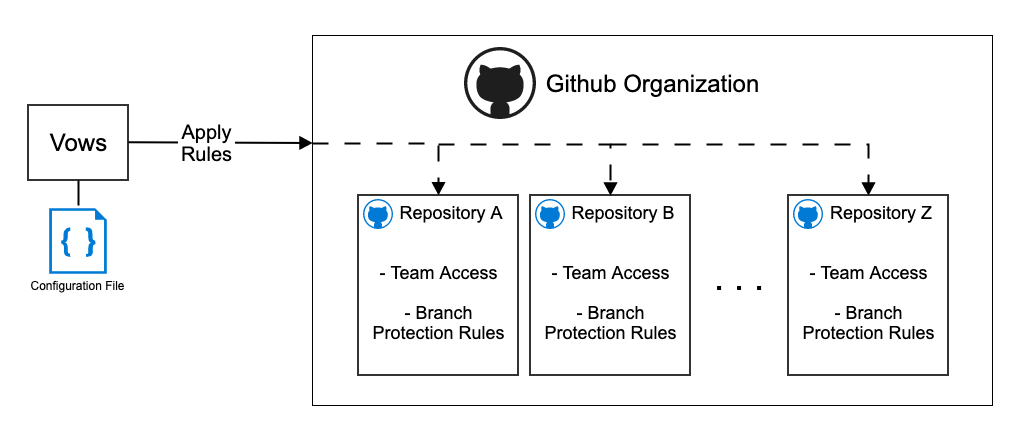 Github Organization
Vows
Apply
Rules
{ }
Configuration File
Repository A
- Team Access
- Branch
Protection Rules
Repository B
- Team Access
- Branch
Protection Rules
. . .
Repository Z
- Team Access
- Branch
Protection Rules